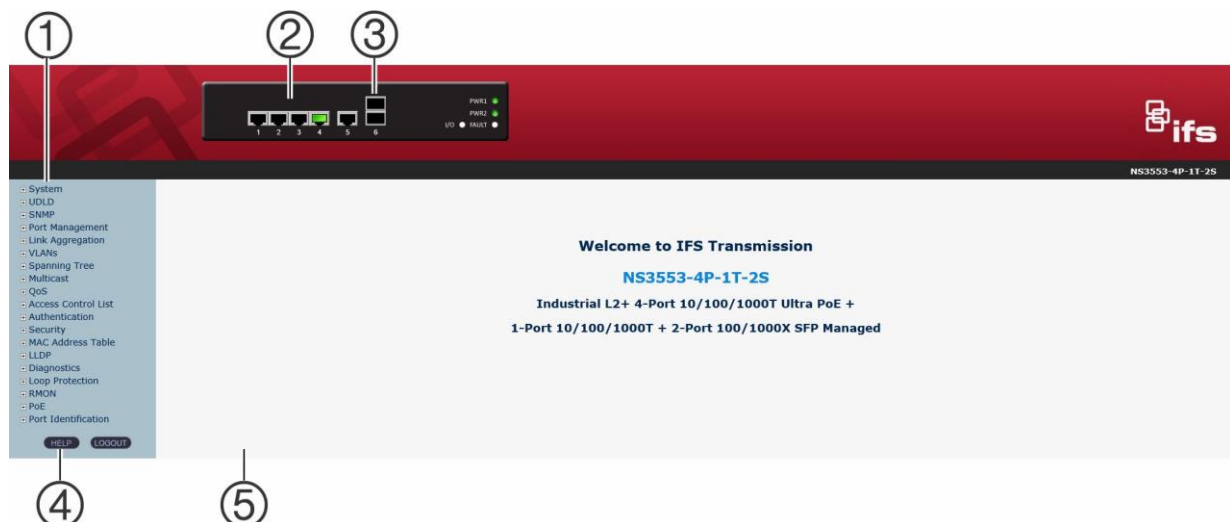 1
2
3
PWR1
PWR2
I/O FAULT
1 2 3 4 5 6
ifs
NS3553-4P-1T-2S
System
UDLD
SNMP
Port Management
Link Aggregation
VLANs
Spanning Tree
Multicast
QoS
Access Control List
Authentication
Security
MAC Address Table
LLDP
Diagnostics
Loop Protection
RMON
PoE
Port Identification
HELP LOGOUT
Welcome to IFS Transmission
NS3553-4P-1T-2S
Industrial L2+ 4-Port 10/100/1000T Ultra PoE +
1-Port 10/100/1000T + 2-Port 100/1000X SFP Managed
4
5